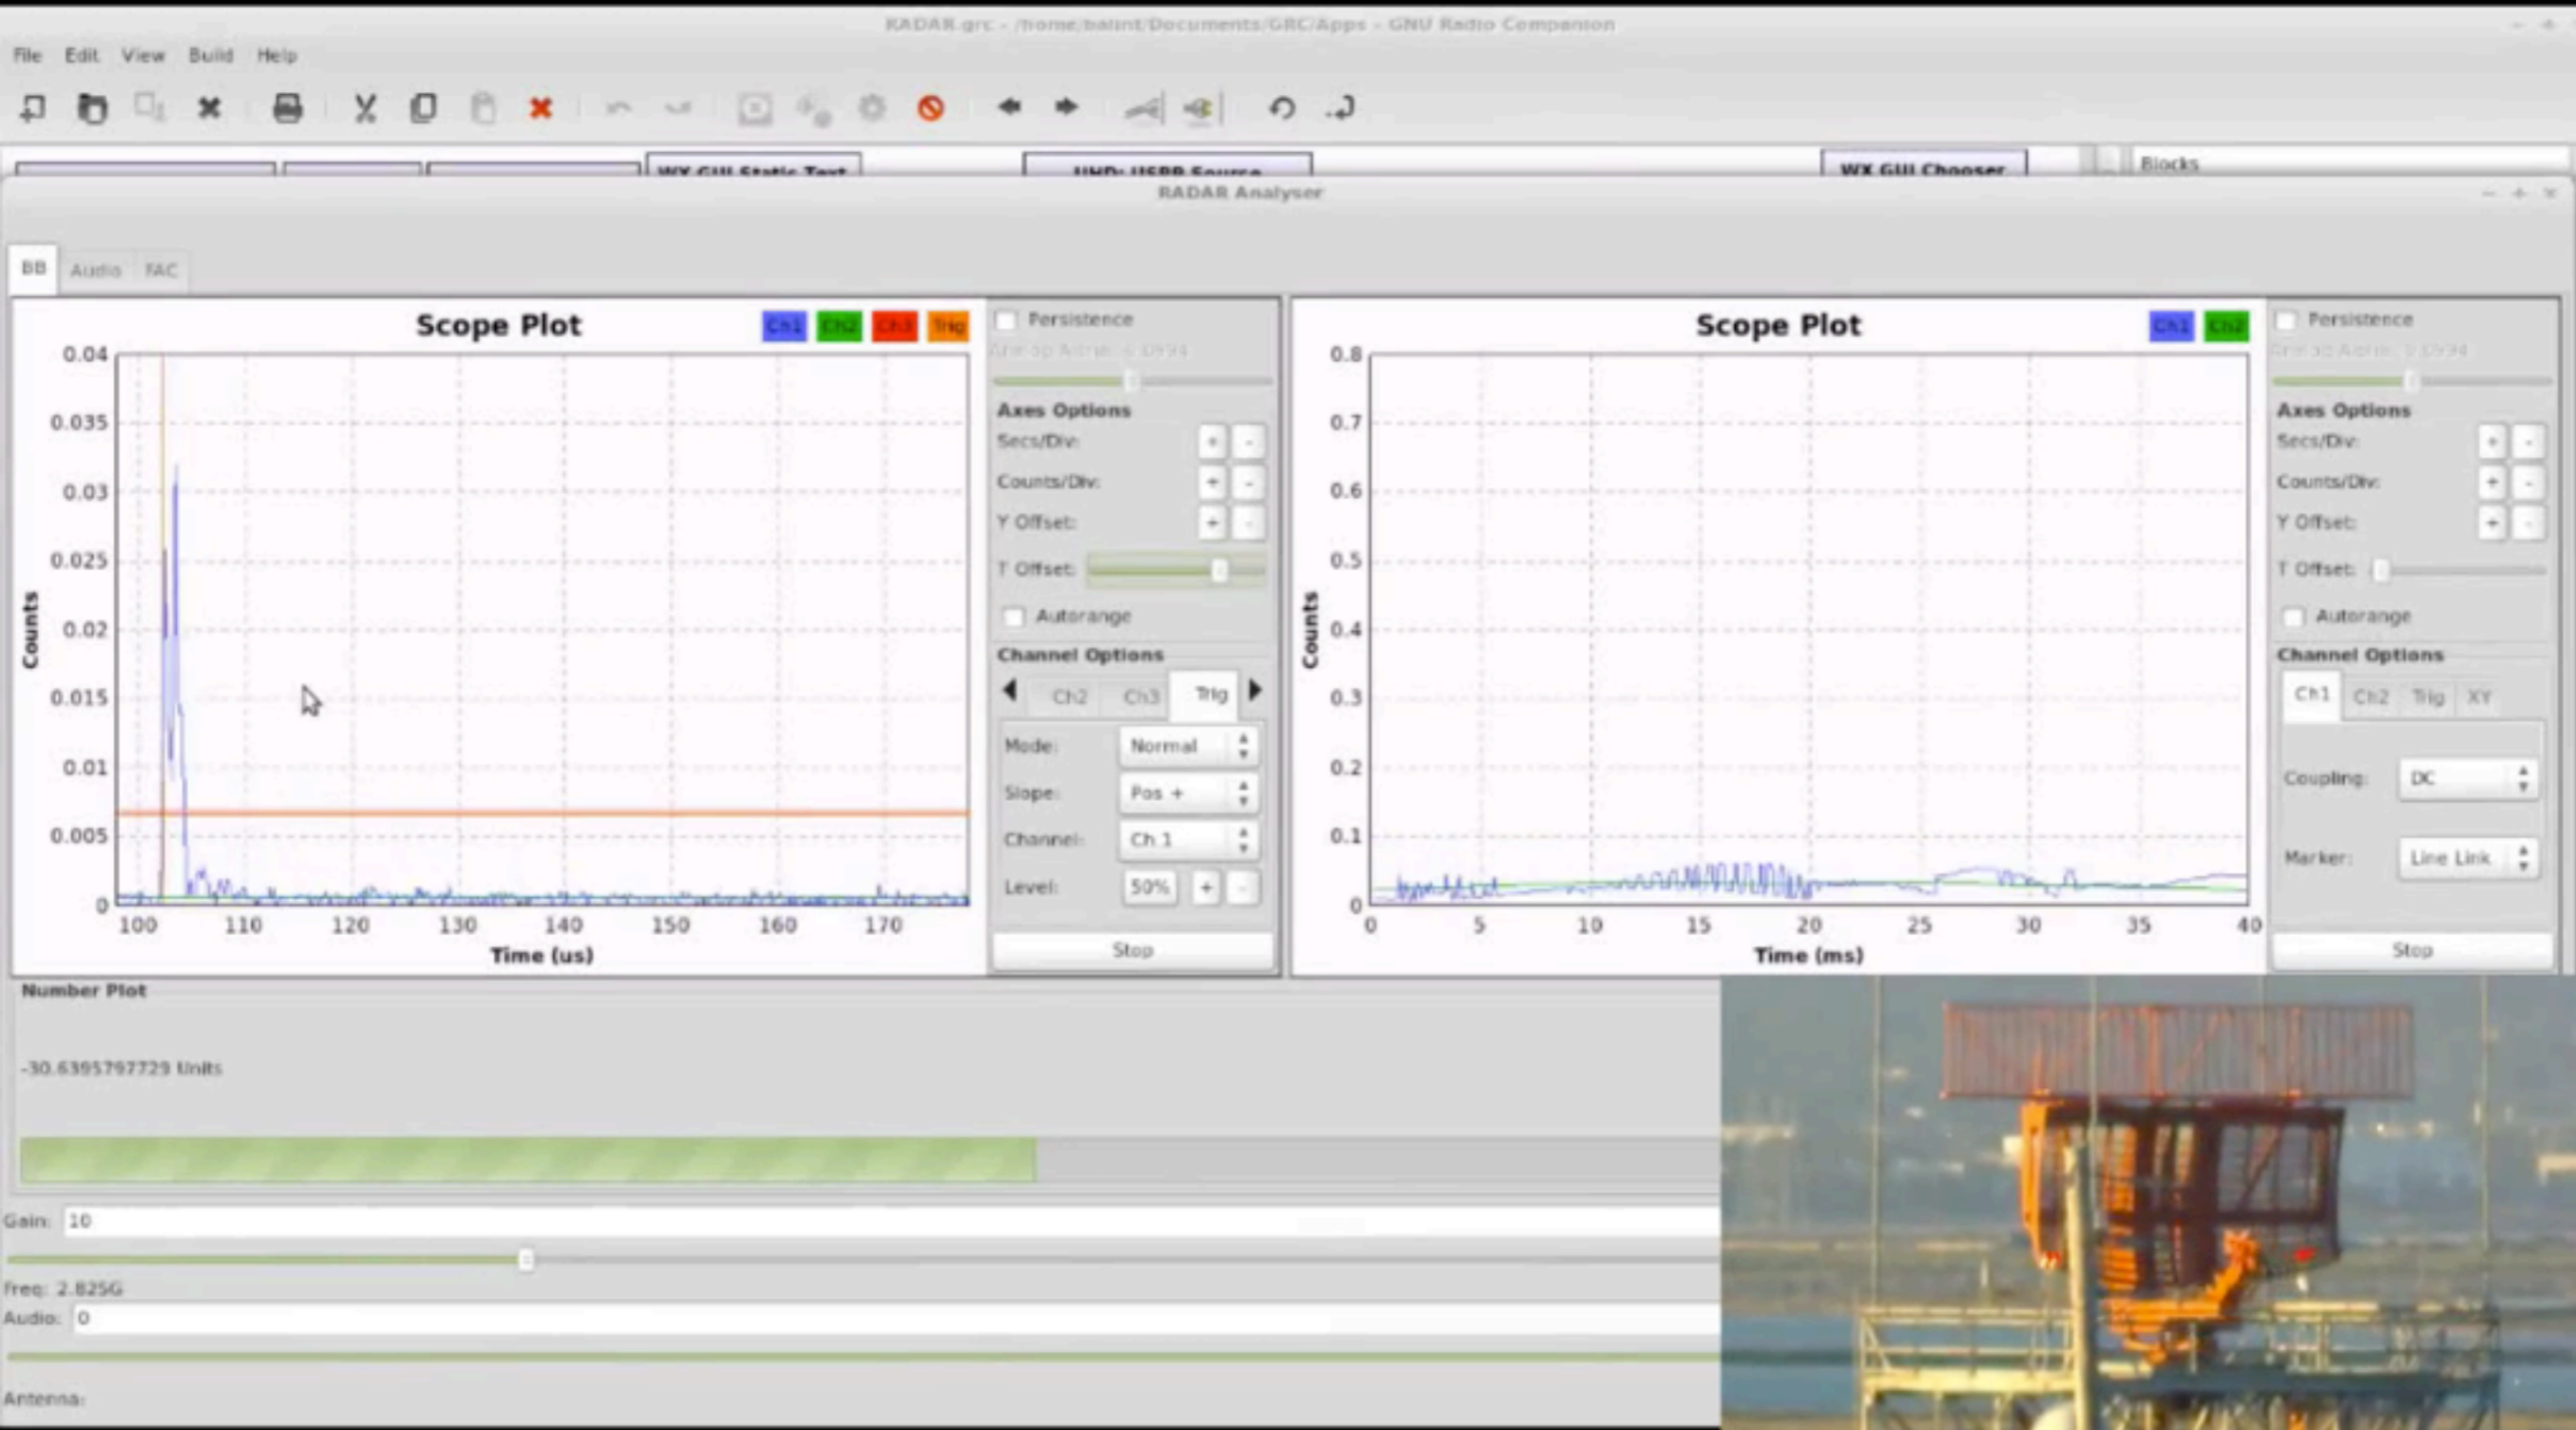 RADAR.grc - /home/balint/Documents/GRC/Apps - GNU Radio Companion
File Edit View Build Help
WX GUI Static Text
UHD: USRP Source
WX GUI Chooser
Blocks
RADAR Analyser
BB Audio FAC
Scope Plot
Ch1 Ch2 Ch3 Trig
0.04
0.035
0.03
0.025
0.02
0.015
0.01
0.005
0
Counts
100 110 120 130 140 150 160 170
Time (us)
Persistence
Axes Options
Secs/Div: + -
Counts/Div: + -
Y Offset: + -
T Offset:
Autorange
Channel Options
Ch2 Ch3 Trig
Mode: Normal
Slope: Pos +
Channel: Ch 1
Level: 50% + -
Stop
Scope Plot
Ch1 Ch2
0.8
0.7
0.6
0.5
0.4
0.3
0.2
0.1
0
Counts
0 5 10 15 20 25 30 35 40
Time (ms)
Persistence
Axes Options
Secs/Div: + -
Counts/Div: + -
Y Offset: + -
T Offset:
Autorange
Channel Options
Ch1 Ch2 Trig XY
Coupling: DC
Marker: Line Link
Stop
Number Plot
-30.6395797729 Units
Gain: 10
Freq: 2.825G
Audio: 0
Antenna: